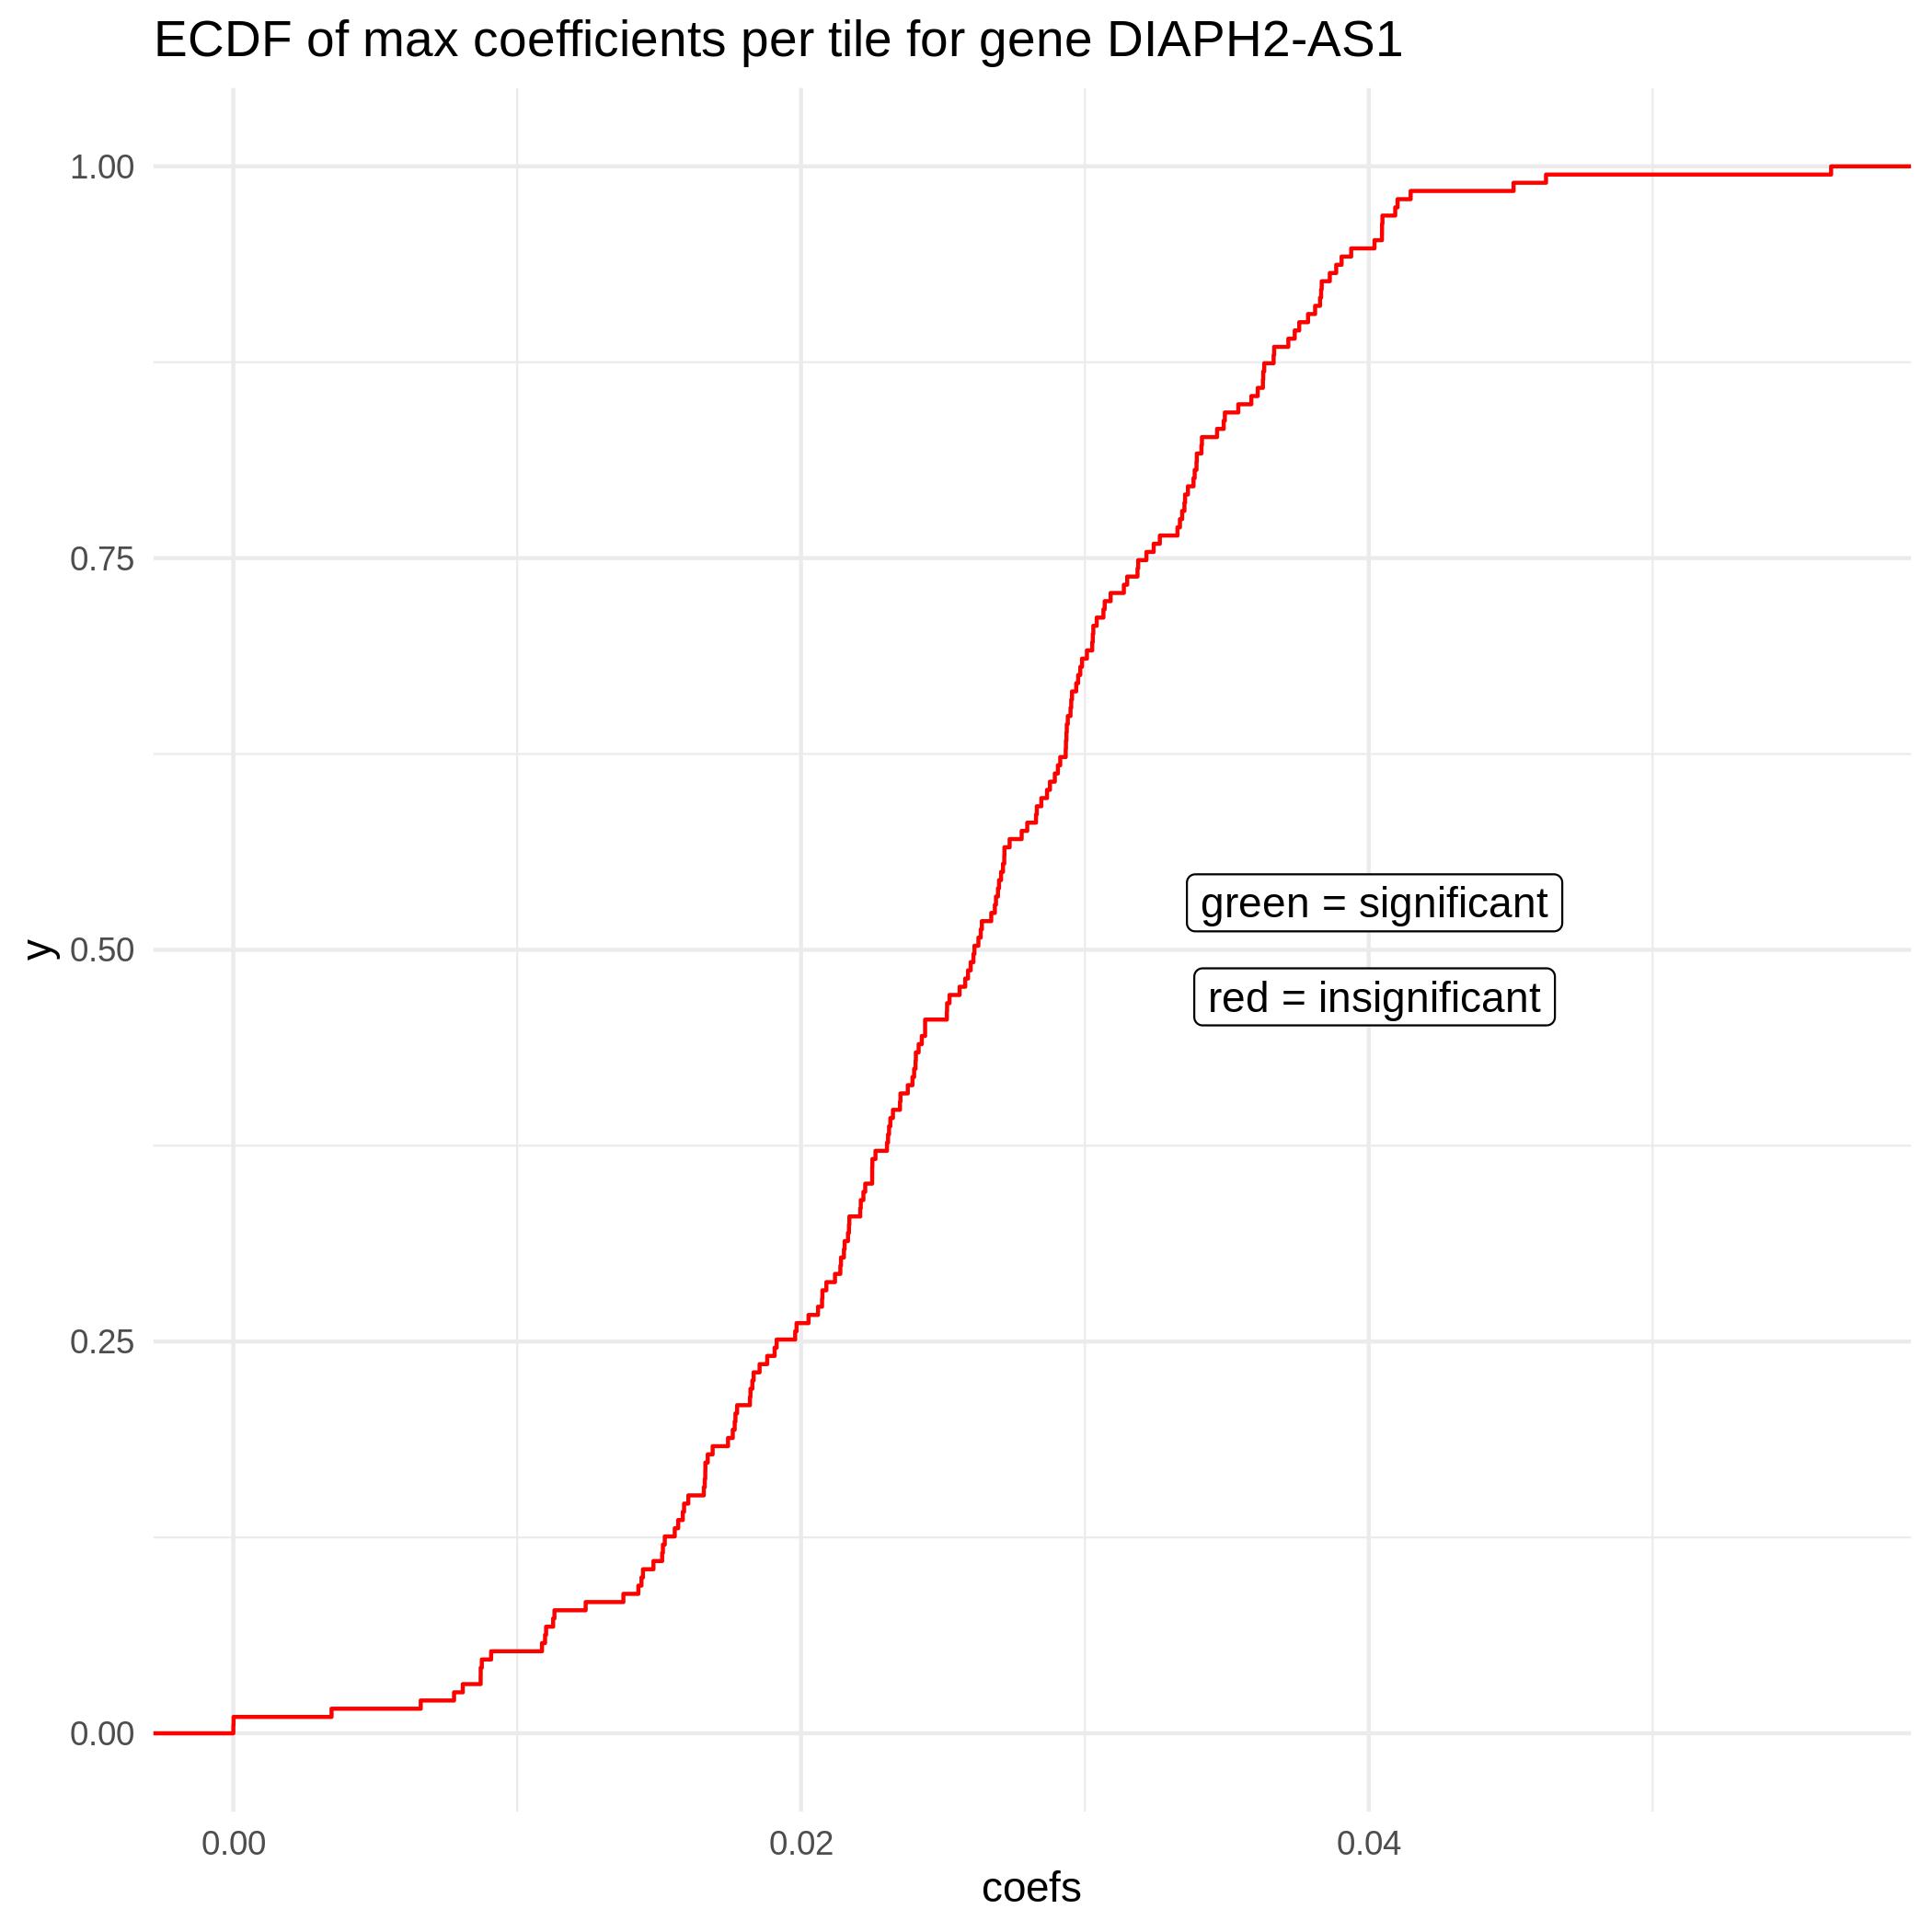 ECDF of max coefficients per tile for gene DIAPH2-AS1
1.00
0.75
0.50
0.25
0.00
y
green = significant
red = insignificant
0.00
0.02
0.04
coefs